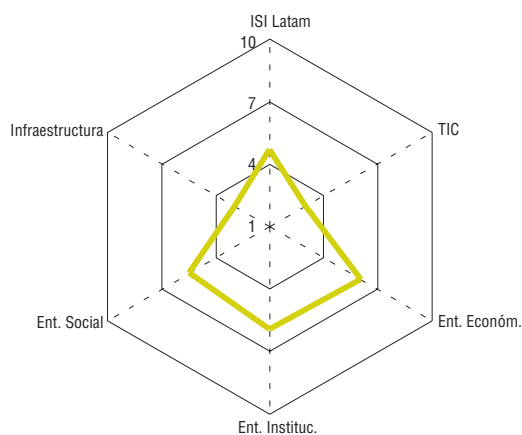 ISI Latam
10
Infraestructura
7
TIC
4
1
Ent. Social
Ent. Económ.
Ent. Instituc.